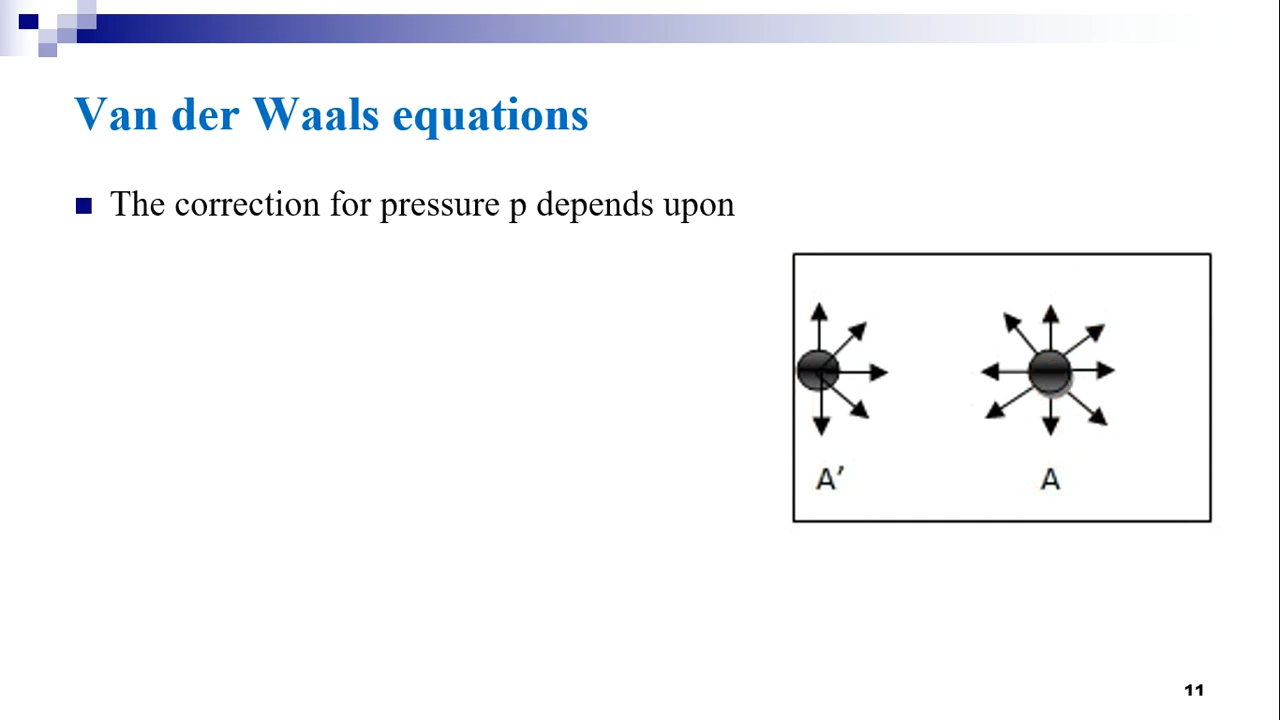 Van der Waals equations
The correction for pressure p depends upon
A′ A
11